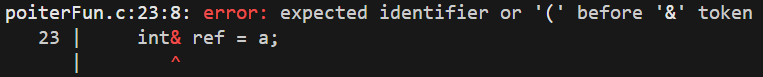 poiterFun.c:23:8: error: expected identifier or '(' before '&' token
23 | int& ref = a;
| ^